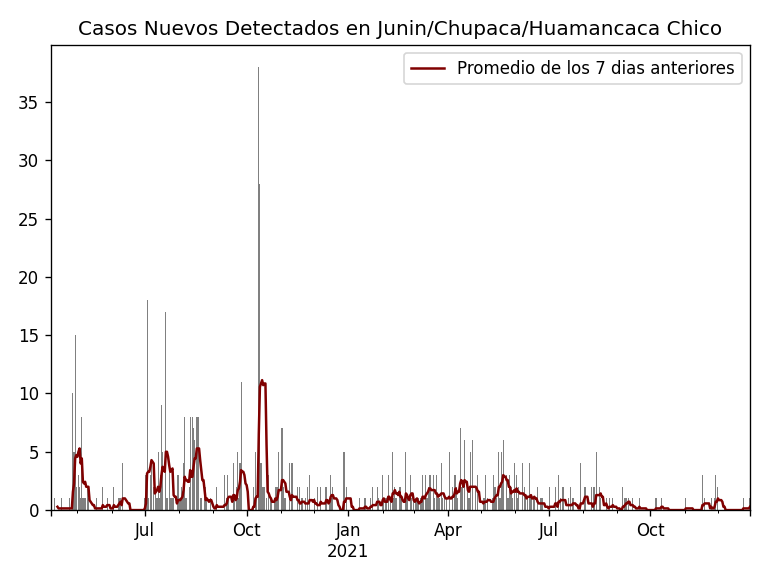 Casos Nuevos Detectados en Junin/Chupaca/Huamancaca Chico
Promedio de los 7 dias anteriores
35
30
25
20
15
10
5
0
Jul
Oct
Jan
2021
Apr
Jul
Oct